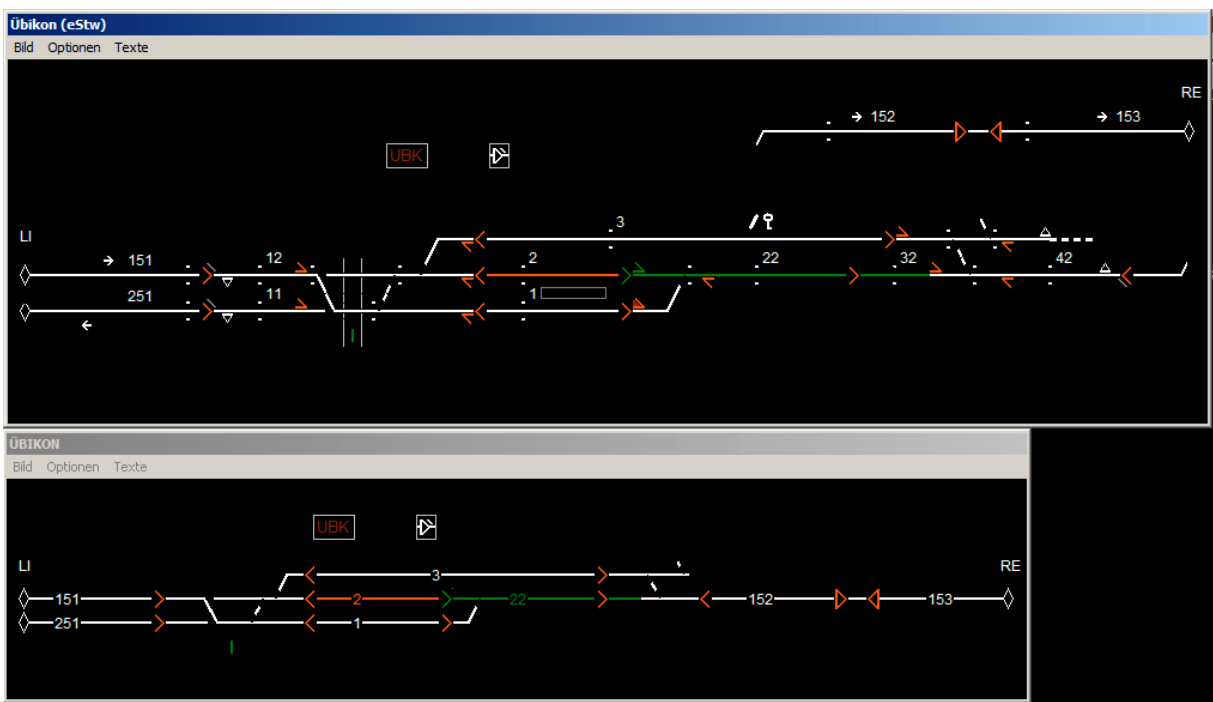 Übikon (eStw)
Bild Optionen Texte
RE
152 153
UBK
3
LI
151 12 2 22 32 42
251 11 1
ÜBIKON
Bild Optionen Texte
UBK
LI RE
3
151 2 22 152 153
251 1